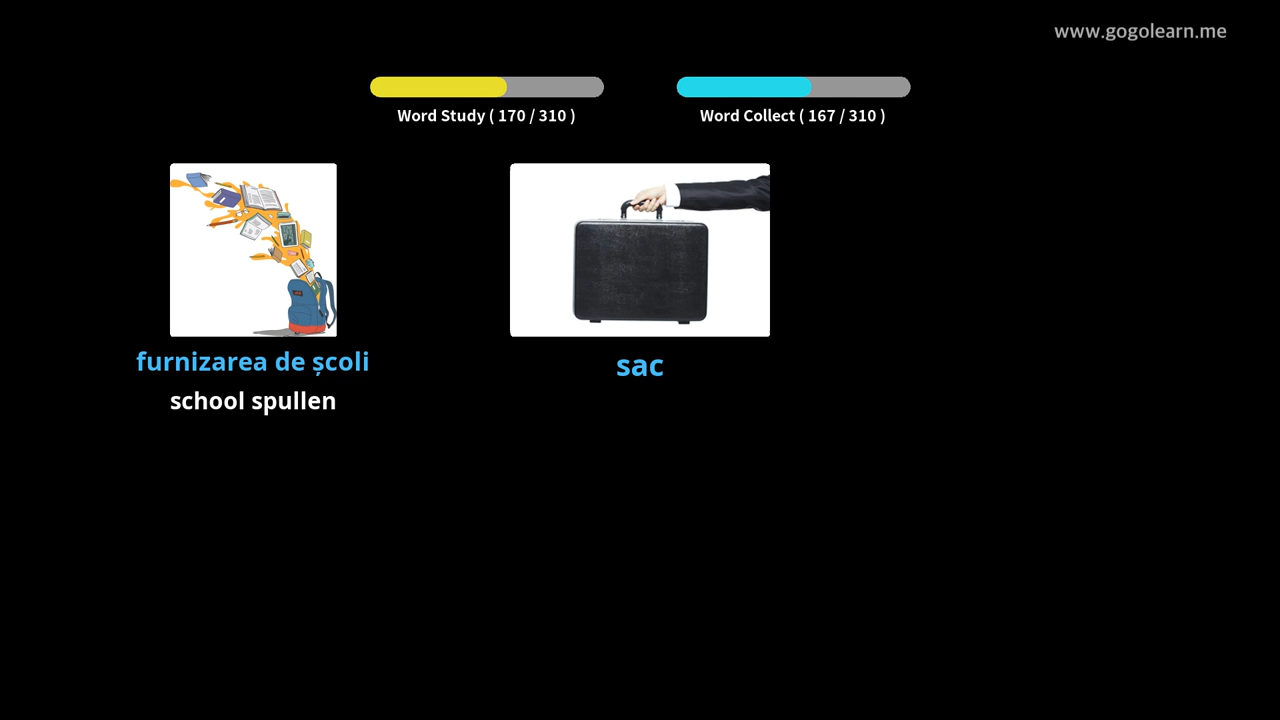 www.gogolearn.me
Word Study ( 170 / 310 )
Word Collect ( 167 / 310 )
furnizarea de școli
school spullen
sac